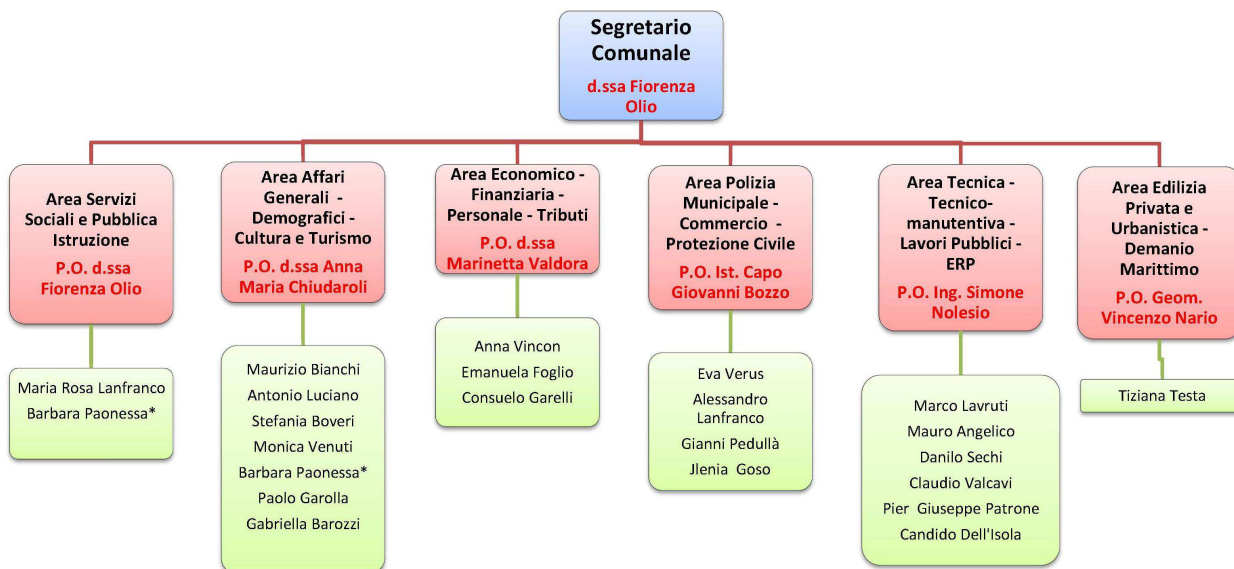 Segretario
Comunale
d.ssa Fiorenza
Olio
Area Servizi
Sociali e Pubblica
Istruzione
P.O. d.ssa
Fiorenza Olio
Area Affari
Generali -
Demografici -
Cultura e Turismo
P.O. d.ssa Anna
Maria Chiudaroli
Area Economico -
Finanziaria -
Personale - Tributi
P.O. d.ssa
Marinetta Valdora
Area Polizia
Municipale -
Commercio -
Protezione Civile
P.O. Ist. Capo
Giovanni Bozzo
Area Tecnica -
Tecnico-
manutentiva -
Lavori Pubblici -
ERP
P.O. Ing. Simone
Nolesio
Area Edilizia
Privata e
Urbanistica -
Demanio
Marittimo
P.O. Geom.
Vincenzo Nario
Maria Rosa Lanfranco
Barbara Paonessa*
Maurizio Bianchi
Antonio Luciano
Stefania Boveri
Monica Venuti
Barbara Paonessa*
Paolo Garolla
Gabriella Barozzi
Anna Vincon
Emanuela Foglio
Consuelo Garelli
Eva Verus
Alessandro
Lanfranco
Gianni Pedullà
Jlenia Goso
Marco Lavruti
Mauro Angelico
Danilo Sechi
Claudio Valcavi
Pier Giuseppe Patrone
Candido Dell'Isola
Tiziana Testa